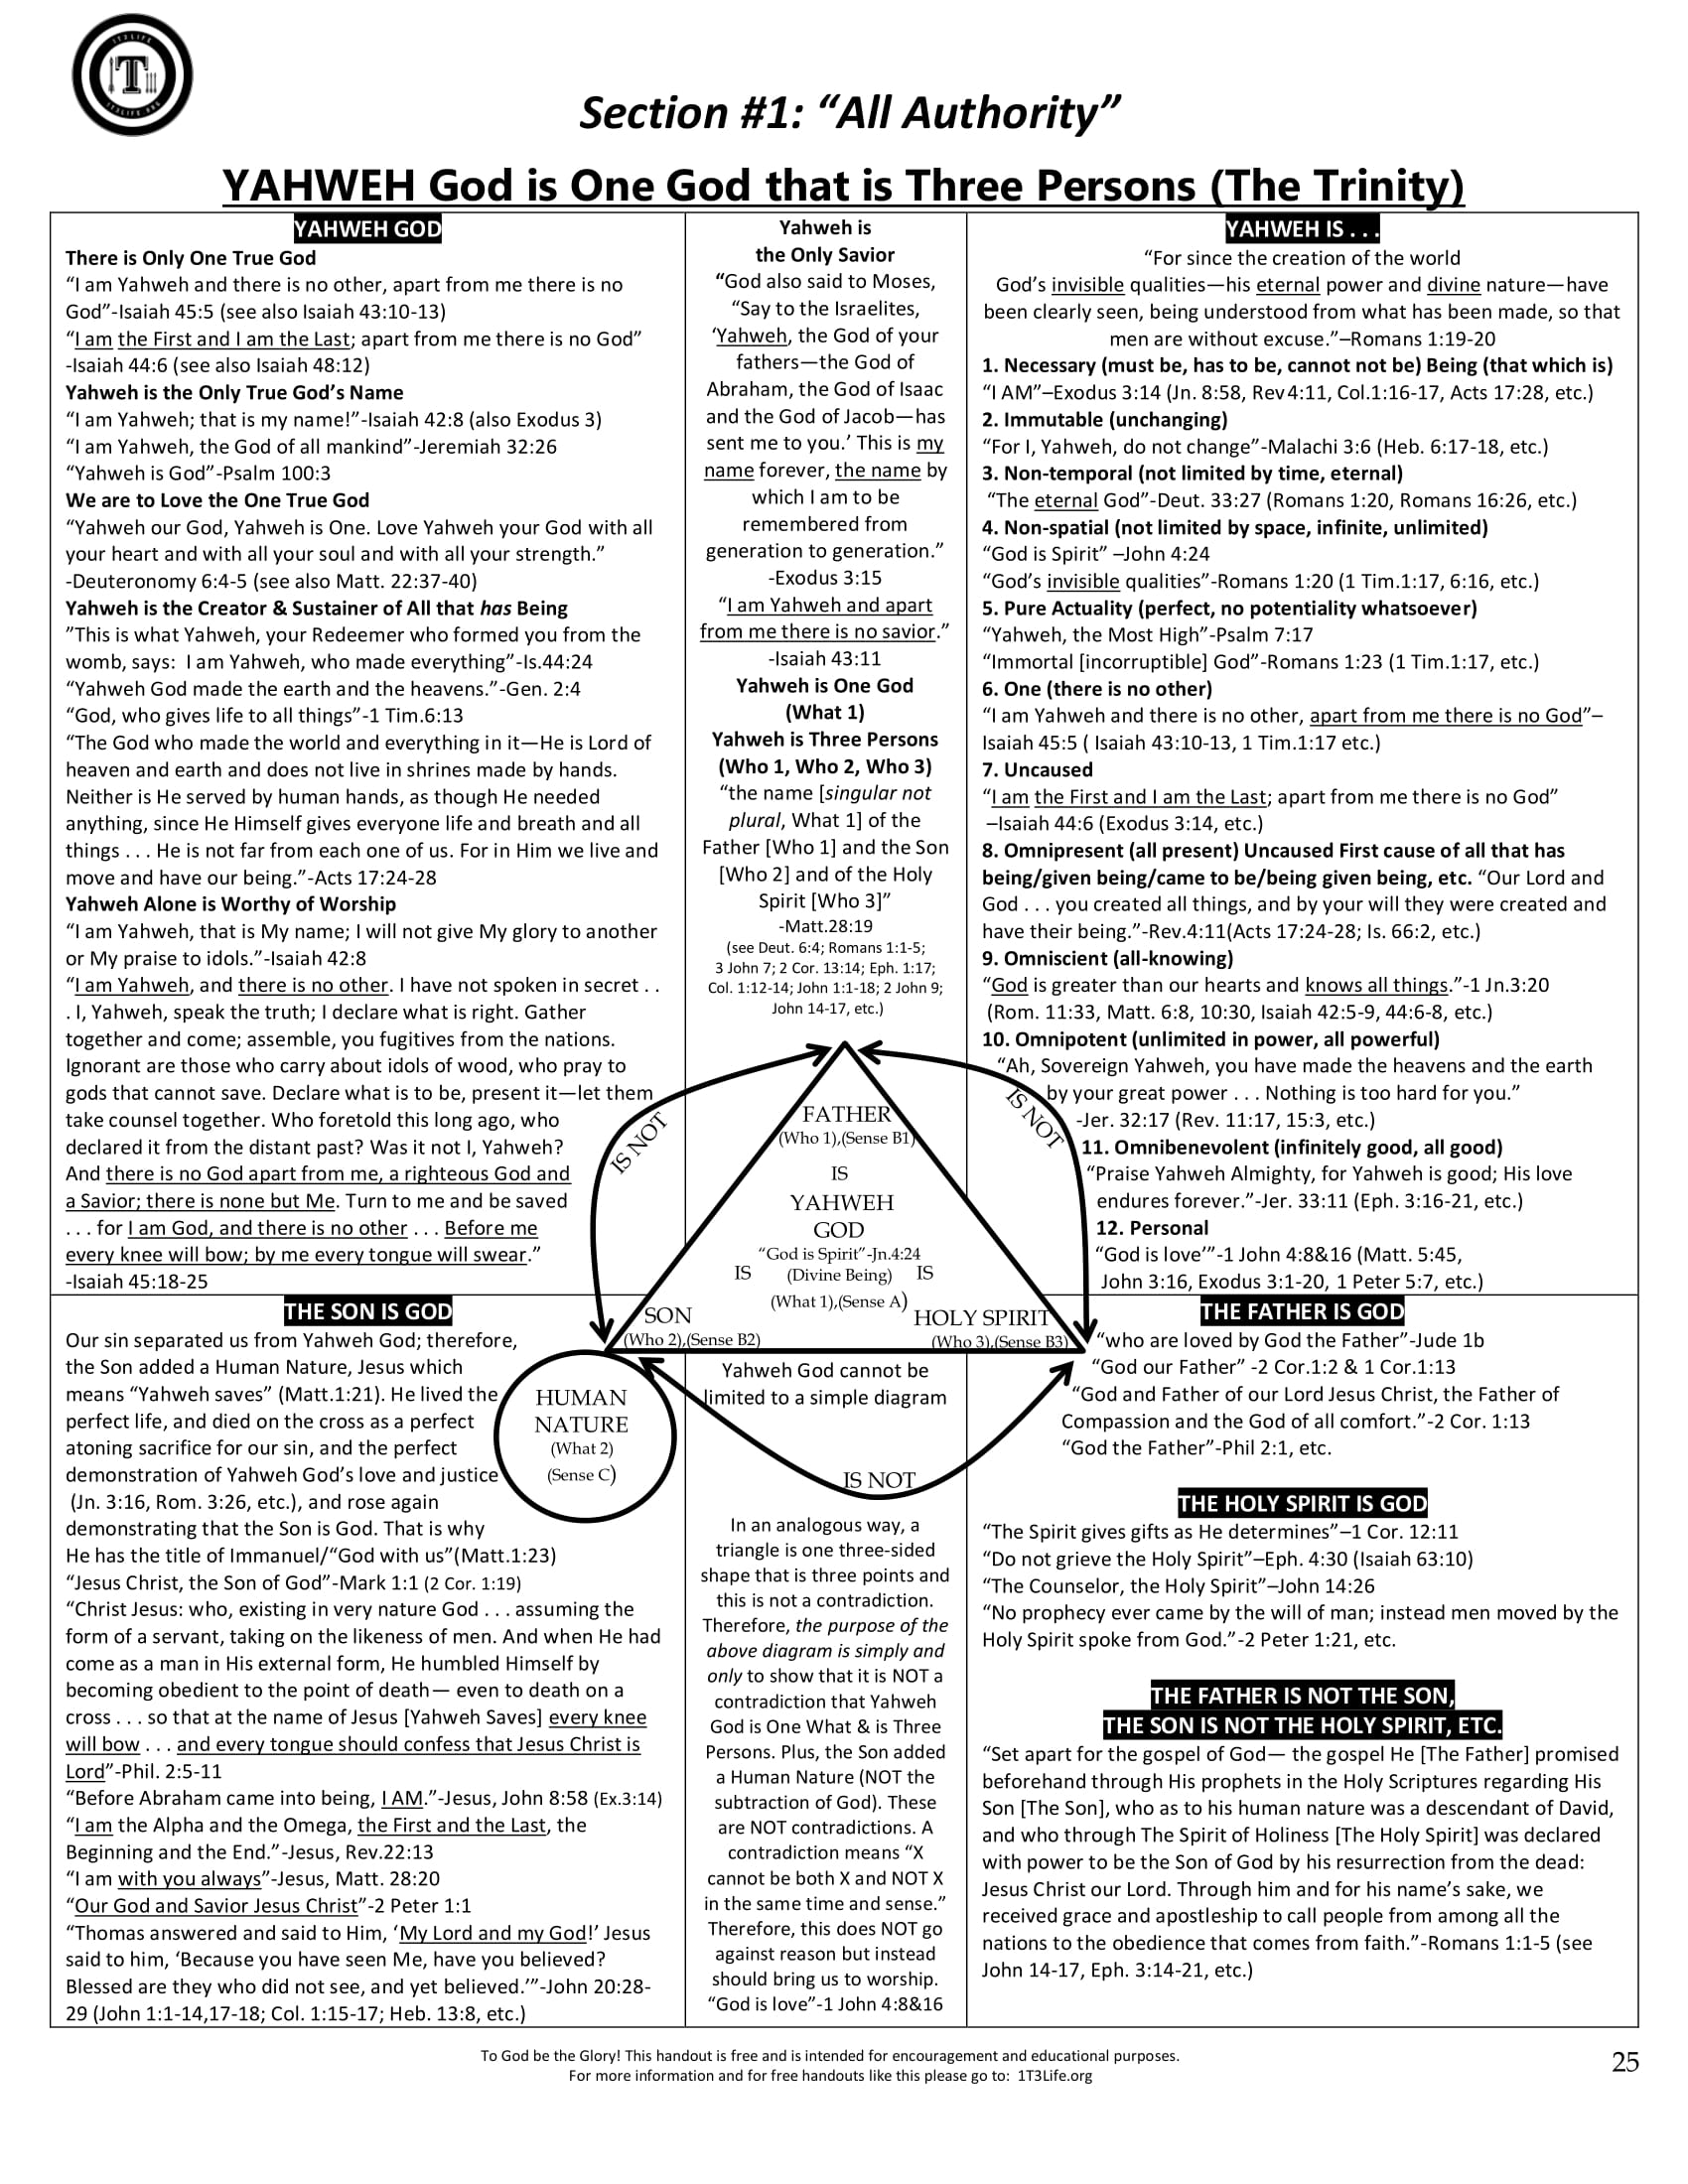 1T3LIFE
T
1T3LIFE.ORG
Section #1: “All Authority”
YAHWEH God is One God that is Three Persons (The Trinity)
YAHWEH GOD
There is Only One True God
“I am Yahweh and there is no other, apart from me there is no
God”-Isaiah 45:5 (see also Isaiah 43:10-13)
“I am the First and I am the Last; apart from me there is no God”
-Isaiah 44:6 (see also Isaiah 48:12)
Yahweh is the Only True God’s Name
“I am Yahweh; that is my name!”-Isaiah 42:8 (also Exodus 3)
“I am Yahweh, the God of all mankind”-Jeremiah 32:26
“Yahweh is God”-Psalm 100:3
We are to Love the One True God
“Yahweh our God, Yahweh is One. Love Yahweh your God with all
your heart and with all your soul and with all your strength.”
-Deuteronomy 6:4-5 (see also Matt. 22:37-40)
Yahweh is the Creator & Sustainer of All that has Being
”This is what Yahweh, your Redeemer who formed you from the
womb, says:  I am Yahweh, who made everything”-Is.44:24
“Yahweh God made the earth and the heavens.”-Gen. 2:4
“God, who gives life to all things”-1 Tim.6:13
“The God who made the world and everything in it—He is Lord of
heaven and earth and does not live in shrines made by hands.
Neither is He served by human hands, as though He needed
anything, since He Himself gives everyone life and breath and all
things . . . He is not far from each one of us. For in Him we live and
move and have our being.”-Acts 17:24-28
Yahweh Alone is Worthy of Worship
“I am Yahweh, that is My name; I will not give My glory to another
or My praise to idols.”-Isaiah 42:8
“I am Yahweh, and there is no other. I have not spoken in secret . .
. I, Yahweh, speak the truth; I declare what is right. Gather
together and come; assemble, you fugitives from the nations.
Ignorant are those who carry about idols of wood, who pray to
gods that cannot save. Declare what is to be, present it—let them
take counsel together. Who foretold this long ago, who
declared it from the distant past? Was it not I, Yahweh?
And there is no God apart from me, a righteous God and
a Savior; there is none but Me. Turn to me and be saved
. . . for I am God, and there is no other . . . Before me
every knee will bow; by me every tongue will swear.”
-Isaiah 45:18-25
Yahweh is
the Only Savior
“God also said to Moses,
“Say to the Israelites,
‘Yahweh, the God of your
fathers—the God of
Abraham, the God of Isaac
and the God of Jacob—has
sent me to you.’ This is my
name forever, the name by
which I am to be
remembered from
generation to generation.”
-Exodus 3:15
“I am Yahweh and apart
from me there is no savior.”
-Isaiah 43:11
Yahweh is One God
(What 1)
Yahweh is Three Persons
(Who 1, Who 2, Who 3)
“the name [singular not
plural, What 1] of the
Father [Who 1] and the Son
[Who 2] and of the Holy
Spirit [Who 3]”
-Matt.28:19
(see Deut. 6:4; Romans 1:1-5;
3 John 7; 2 Cor. 13:14; Eph. 1:17;
Col. 1:12-14; John 1:1-18; 2 John 9;
John 14-17, etc.)
YAHWEH IS . . .
“For since the creation of the world
God’s invisible qualities—his eternal power and divine nature—have
been clearly seen, being understood from what has been made, so that
men are without excuse.”–Romans 1:19-20
1. Necessary (must be, has to be, cannot not be) Being (that which is)
“I AM”–Exodus 3:14 (Jn. 8:58, Rev 4:11, Col.1:16-17, Acts 17:28, etc.)
2. Immutable (unchanging)
“For I, Yahweh, do not change”-Malachi 3:6 (Heb. 6:17-18, etc.)
3. Non-temporal (not limited by time, eternal)
“The eternal God”-Deut. 33:27 (Romans 1:20, Romans 16:26, etc.)
4. Non-spatial (not limited by space, infinite, unlimited)
“God is Spirit” –John 4:24
“God’s invisible qualities”-Romans 1:20 (1 Tim.1:17, 6:16, etc.)
5. Pure Actuality (perfect, no potentiality whatsoever)
“Yahweh, the Most High”-Psalm 7:17
“Immortal [incorruptible] God”-Romans 1:23 (1 Tim.1:17, etc.)
6. One (there is no other)
“I am Yahweh and there is no other, apart from me there is no God”–
Isaiah 45:5 ( Isaiah 43:10-13, 1 Tim.1:17 etc.)
7. Uncaused
“I am the First and I am the Last; apart from me there is no God”
–Isaiah 44:6 (Exodus 3:14, etc.)
8. Omnipresent (all present) Uncaused First cause of all that has
being/given being/came to be/being given being, etc. “Our Lord and
God . . . you created all things, and by your will they were created and
have their being.”-Rev.4:11(Acts 17:24-28; Is. 66:2, etc.)
9. Omniscient (all-knowing)
“God is greater than our hearts and knows all things.”-1 Jn.3:20
(Rom. 11:33, Matt. 6:8, 10:30, Isaiah 42:5-9, 44:6-8, etc.)
10. Omnipotent (unlimited in power, all powerful)
“Ah, Sovereign Yahweh, you have made the heavens and the earth
by your great power . . . Nothing is too hard for you.”
-Jer. 32:17 (Rev. 11:17, 15:3, etc.)
11. Omnibenevolent (infinitely good, all good)
“Praise Yahweh Almighty, for Yahweh is good; His love
endures forever.”-Jer. 33:11 (Eph. 3:16-21, etc.)
12. Personal
“God is love’”-1 John 4:8&16 (Matt. 5:45,
John 3:16, Exodus 3:1-20, 1 Peter 5:7, etc.)
IS NOT
IS NOT
FATHER
(Who 1),(Sense B1)
IS
YAHWEH
GOD
“God is Spirit”-Jn.4:24
IS (Divine Being) IS
(What 1),(Sense A)
SON HOLY SPIRIT
(Who 2),(Sense B2) (Who 3),(Sense B3)
HUMAN
NATURE
(What 2)
(Sense C)
Yahweh God cannot be
limited to a simple diagram
IS NOT
THE SON IS GOD
Our sin separated us from Yahweh God; therefore,
the Son added a Human Nature, Jesus which
means “Yahweh saves” (Matt.1:21). He lived the
perfect life, and died on the cross as a perfect
atoning sacrifice for our sin, and the perfect
demonstration of Yahweh God’s love and justice
(Jn. 3:16, Rom. 3:26, etc.), and rose again
demonstrating that the Son is God. That is why
He has the title of Immanuel/“God with us”(Matt.1:23)
“Jesus Christ, the Son of God”-Mark 1:1 (2 Cor. 1:19)
“Christ Jesus: who, existing in very nature God . . . assuming the
form of a servant, taking on the likeness of men. And when He had
come as a man in His external form, He humbled Himself by
becoming obedient to the point of death— even to death on a
cross . . . so that at the name of Jesus [Yahweh Saves] every knee
will bow . . . and every tongue should confess that Jesus Christ is
Lord”-Phil. 2:5-11
“Before Abraham came into being, I AM.”-Jesus, John 8:58 (Ex.3:14)
“I am the Alpha and the Omega, the First and the Last, the
Beginning and the End.”-Jesus, Rev.22:13
“I am with you always”-Jesus, Matt. 28:20
“Our God and Savior Jesus Christ”-2 Peter 1:1
“Thomas answered and said to Him, ‘My Lord and my God!’ Jesus
said to him, ‘Because you have seen Me, have you believed?
Blessed are they who did not see, and yet believed.’”-John 20:28-
29 (John 1:1-14,17-18; Col. 1:15-17; Heb. 13:8, etc.)
In an analogous way, a
triangle is one three-sided
shape that is three points and
this is not a contradiction.
Therefore, the purpose of the
above diagram is simply and
only to show that it is NOT a
contradiction that Yahweh
God is One What & is Three
Persons. Plus, the Son added
a Human Nature (NOT the
subtraction of God). These
are NOT contradictions. A
contradiction means “X
cannot be both X and NOT X
in the same time and sense.”
Therefore, this does NOT go
against reason but instead
should bring us to worship.
“God is love”-1 John 4:8&16
THE FATHER IS GOD
“who are loved by God the Father”-Jude 1b
“God our Father” -2 Cor.1:2 & 1 Cor.1:13
“God and Father of our Lord Jesus Christ, the Father of
Compassion and the God of all comfort.”-2 Cor. 1:13
“God the Father”-Phil 2:1, etc.
THE HOLY SPIRIT IS GOD
“The Spirit gives gifts as He determines”–1 Cor. 12:11
“Do not grieve the Holy Spirit”–Eph. 4:30 (Isaiah 63:10)
“The Counselor, the Holy Spirit”–John 14:26
“No prophecy ever came by the will of man; instead men moved by the
Holy Spirit spoke from God.”-2 Peter 1:21, etc.
THE FATHER IS NOT THE SON,
THE SON IS NOT THE HOLY SPIRIT, ETC.
“Set apart for the gospel of God— the gospel He [The Father] promised
beforehand through His prophets in the Holy Scriptures regarding His
Son [The Son], who as to his human nature was a descendant of David,
and who through The Spirit of Holiness [The Holy Spirit] was declared
with power to be the Son of God by his resurrection from the dead:
Jesus Christ our Lord. Through him and for his name’s sake, we
received grace and apostleship to call people from among all the
nations to the obedience that comes from faith.”-Romans 1:1-5 (see
John 14-17, Eph. 3:14-21, etc.)
To God be the Glory! This handout is free and is intended for encouragement and educational purposes.
For more information and for free handouts like this please go to:  1T3Life.org
25